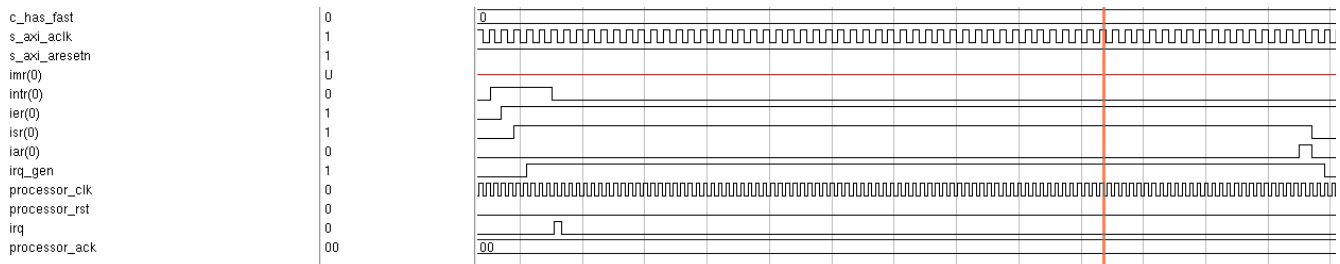 c_has_fast 0 0
s_axi_aclk 1
s_axi_aresetn 1
imr(0) U
intr(0) 0
ier(0) 1
isr(0) 1
iar(0) 0
irq_gen 1
processor_clk 0
processor_rst 0
irq 0
processor_ack 00 00